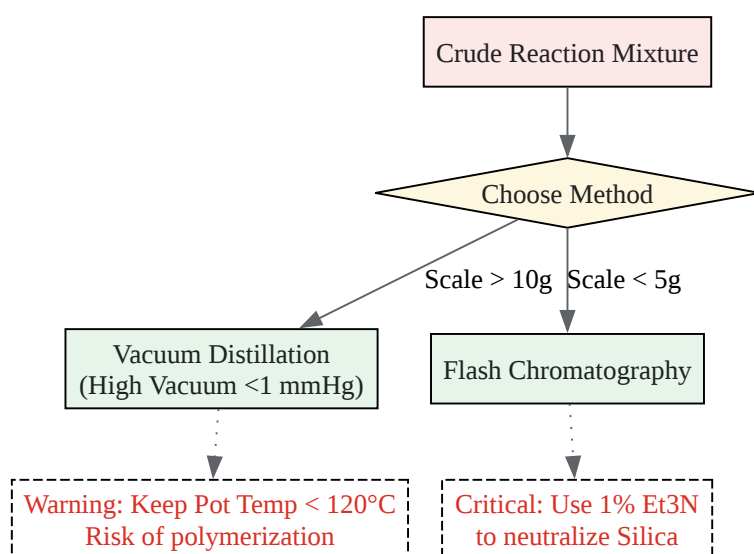 Crude Reaction Mixture
Choose Method
Scale > 10g
Scale < 5g
Vacuum Distillation
(High Vacuum <1 mmHg)
Flash Chromatography
Warning: Keep Pot Temp < 120°C
Risk of polymerization
Critical: Use 1% Et3N
to neutralize Silica